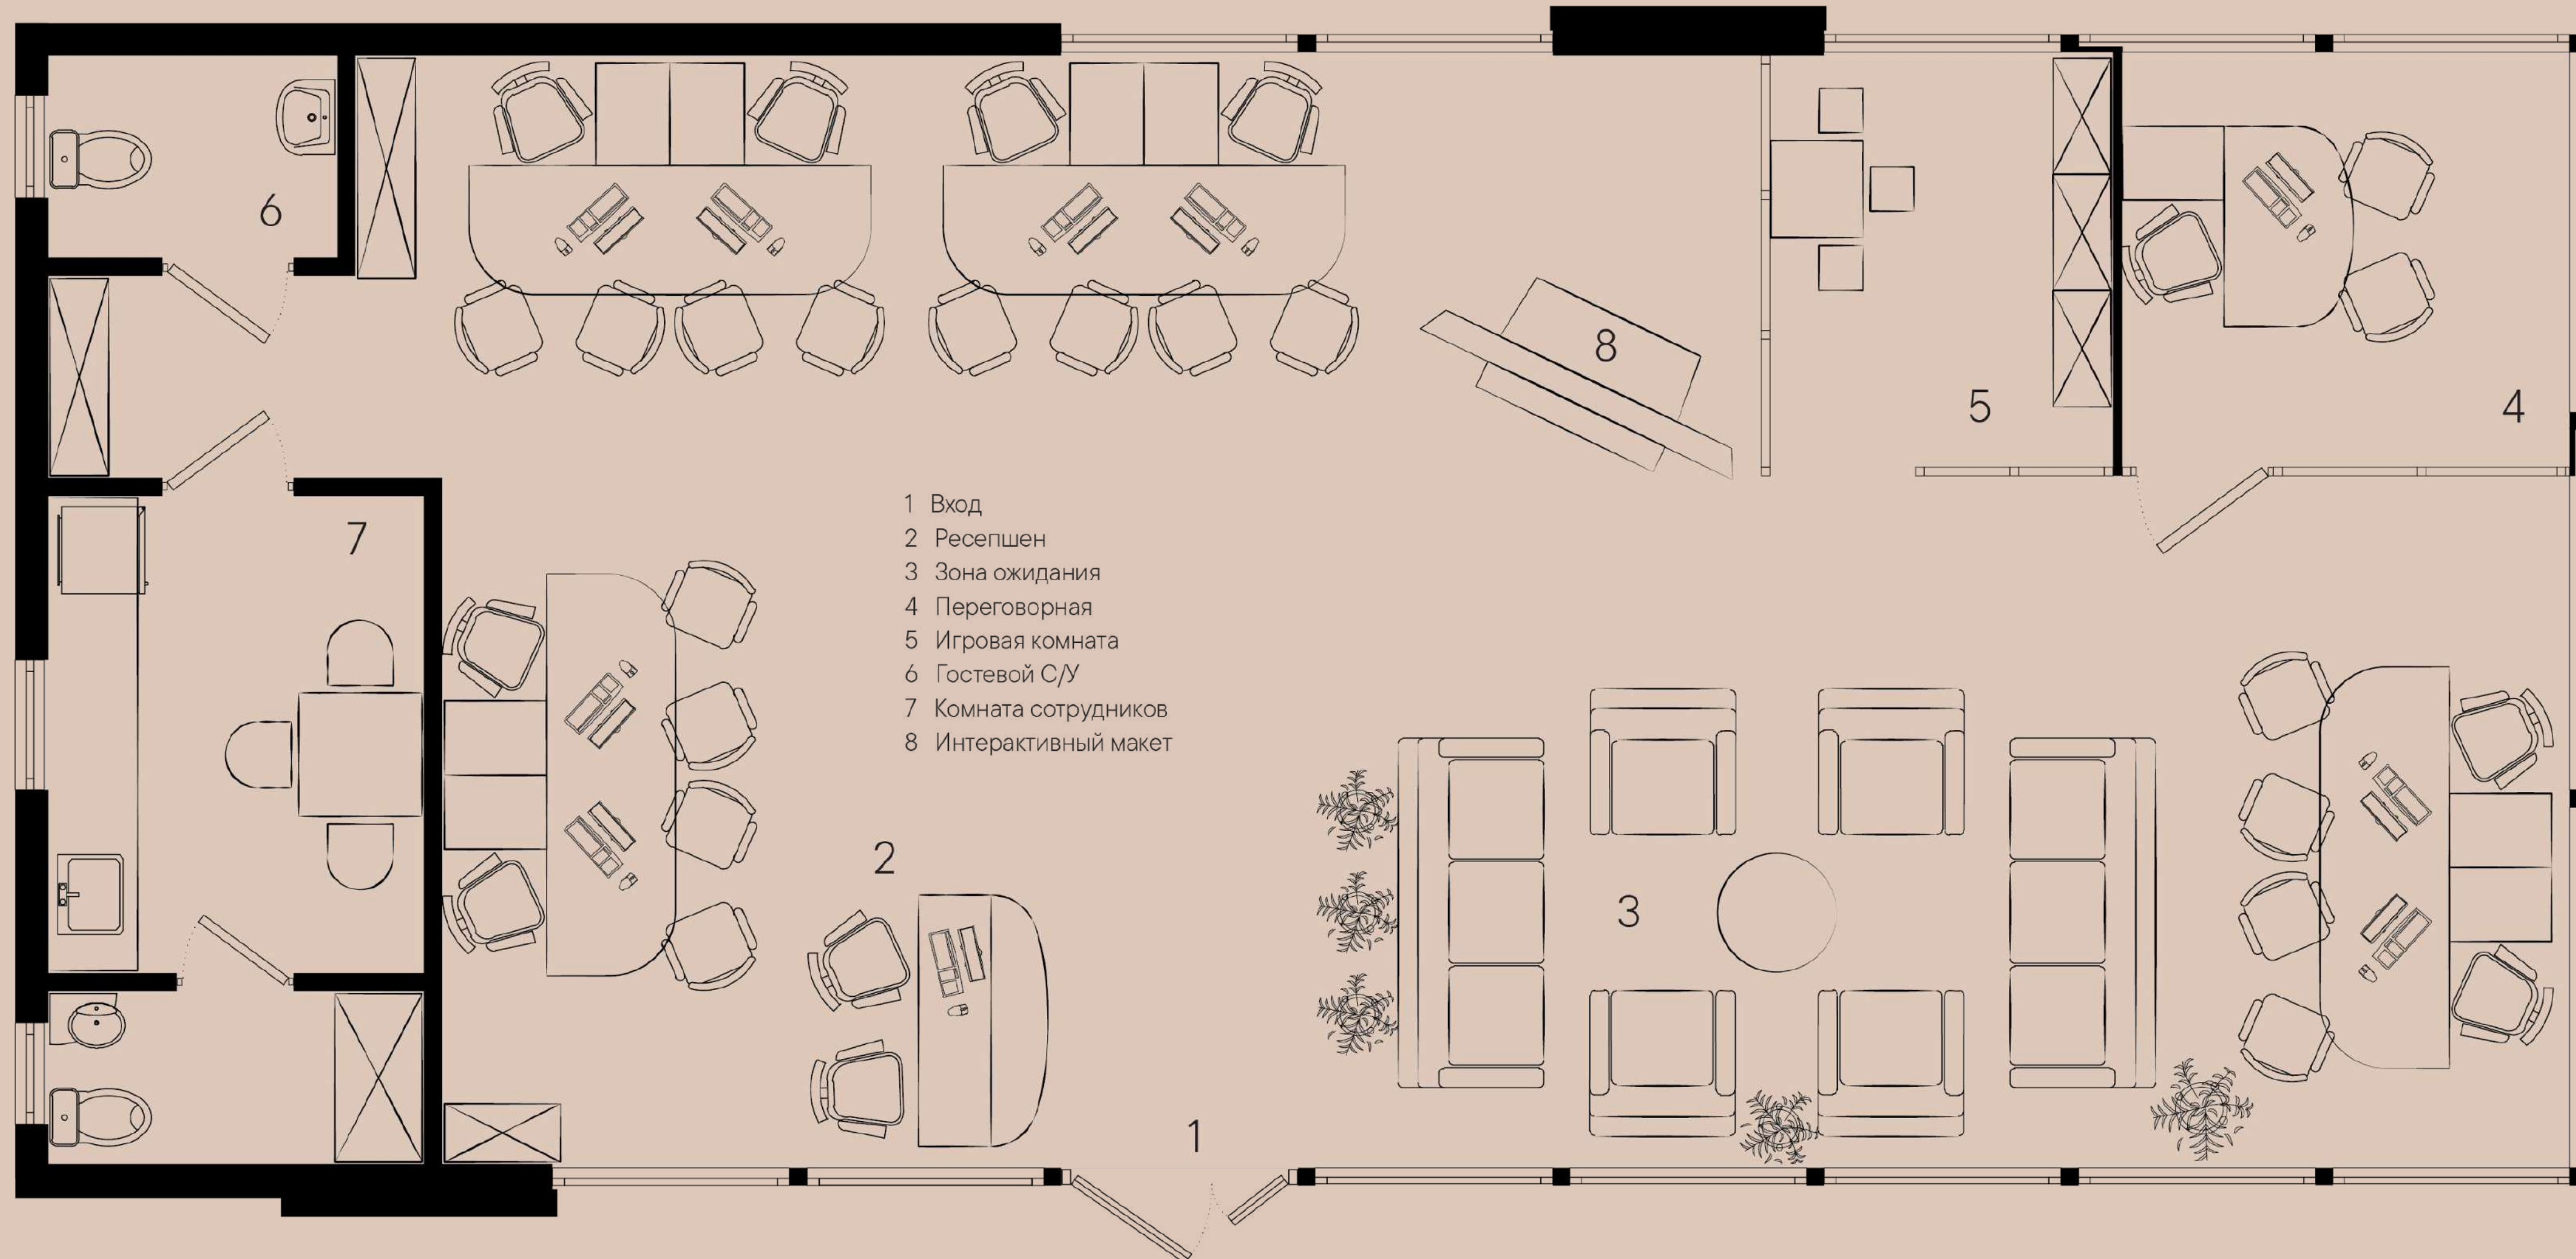 6
8
5
4
7
1 Вход
2 Ресепшен
3 Зона ожидания
4 Переговорная
5 Игровая комната
6 Гостевой С/У
7 Комната сотрудников
8 Интерактивный макет
2
3
1